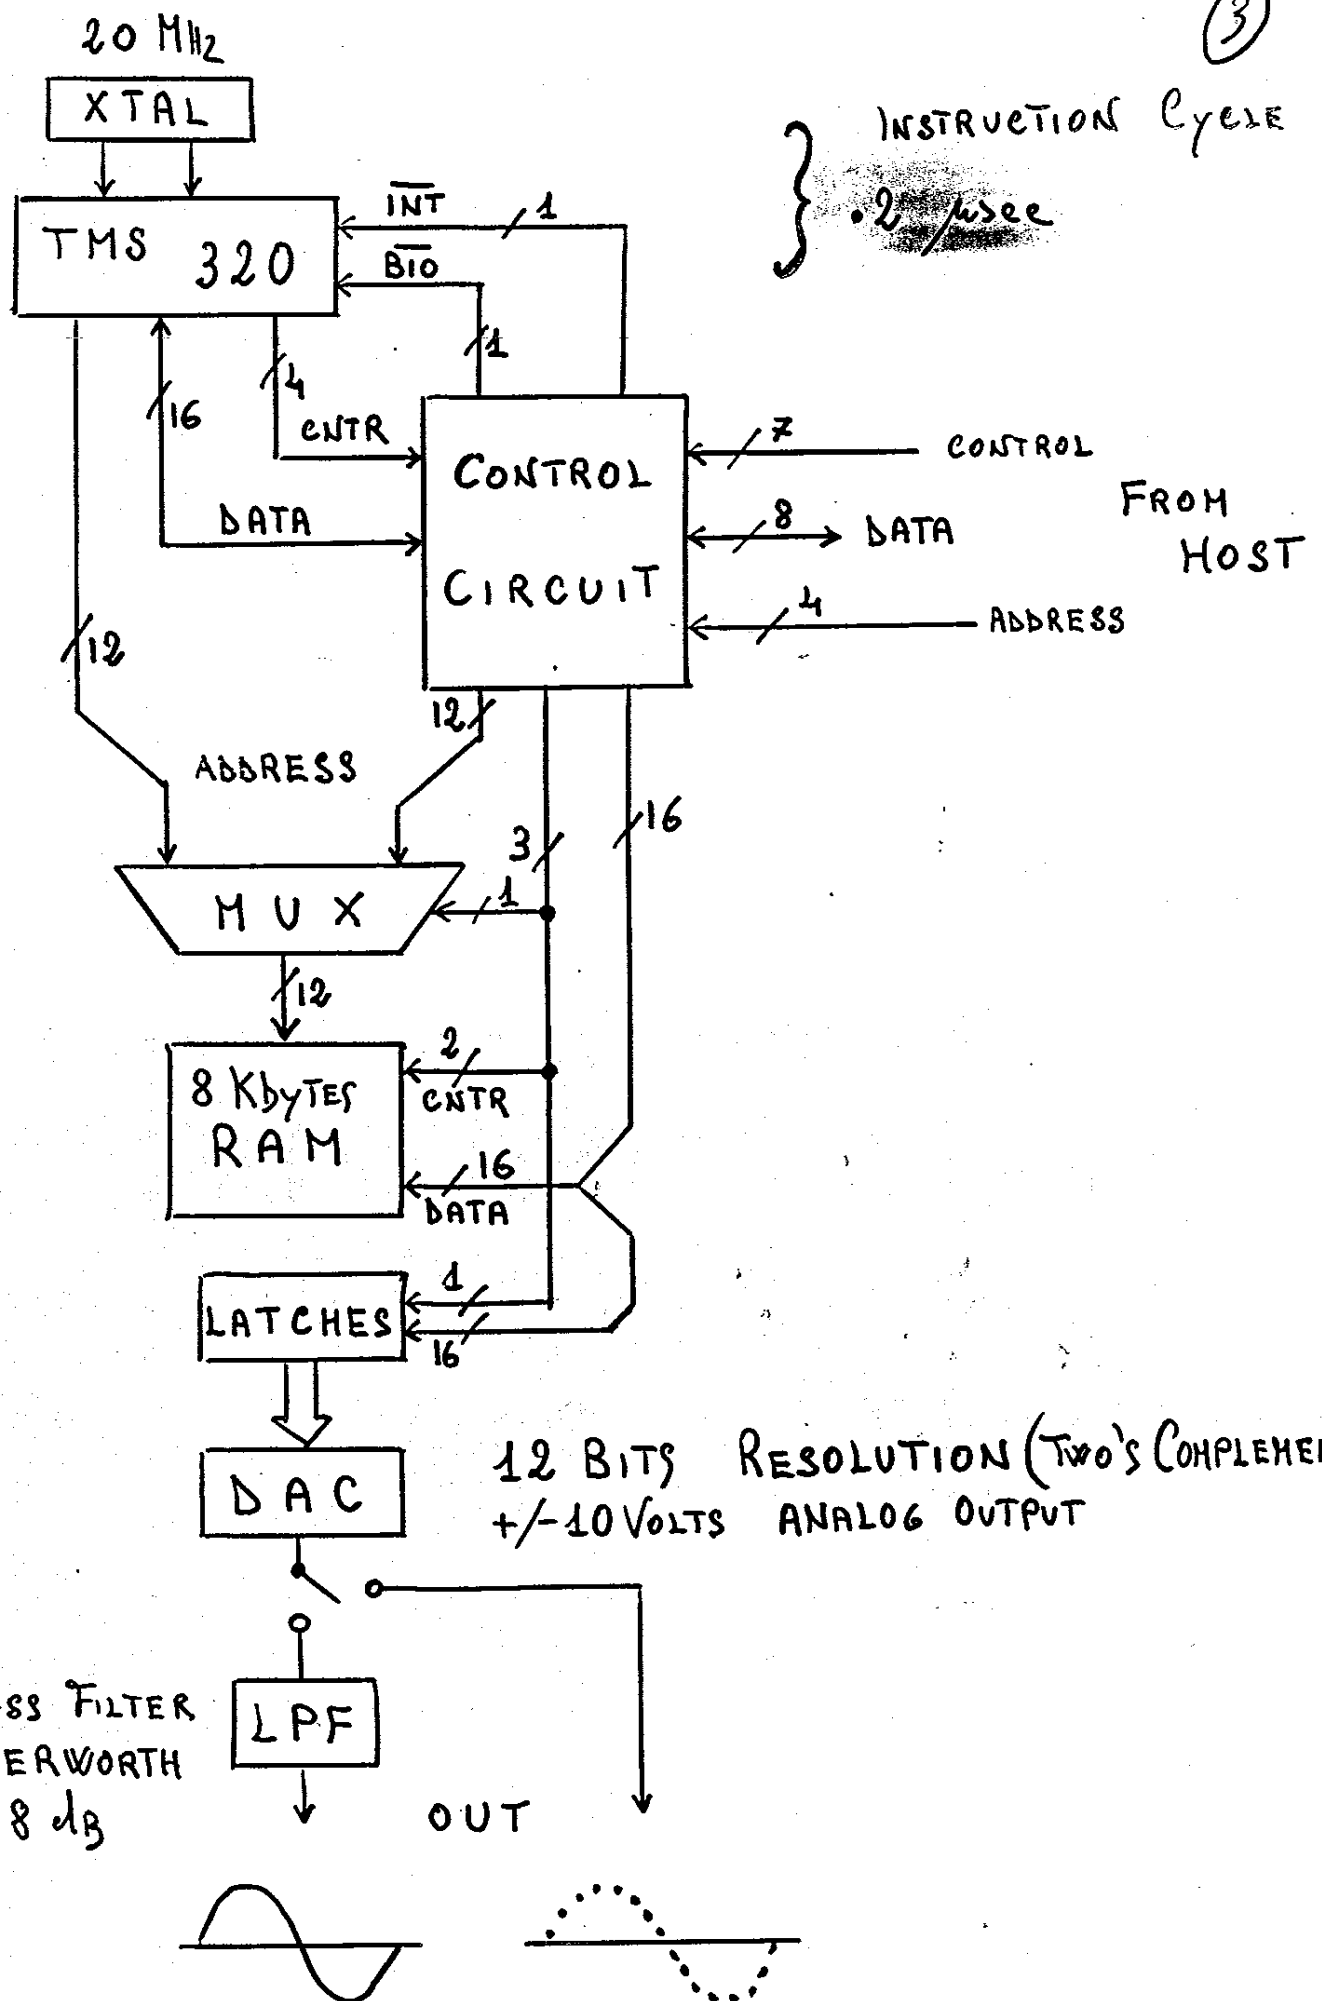 3
20 MHz
XTAL
INSTRUCTION CYCLE
.2 µsec
TMS 320
INT
1
BIO
1
4
16
CNTR
DATA
CONTROL
CIRCUIT
7
CONTROL
8
DATA
FROM
HOST
4
ADDRESS
12
12
ADDRESS
3
16
MUX
1
12
8 KbyTES
RAM
2
CNTR
16
DATA
LATCHES
1
16
DAC
12 BITS RESOLUTION (TWO'S COMPLEME
+/-10 VOLTS ANALOG OUTPUT
SS FILTER
ERWORTH
8 dB
LPF
OUT